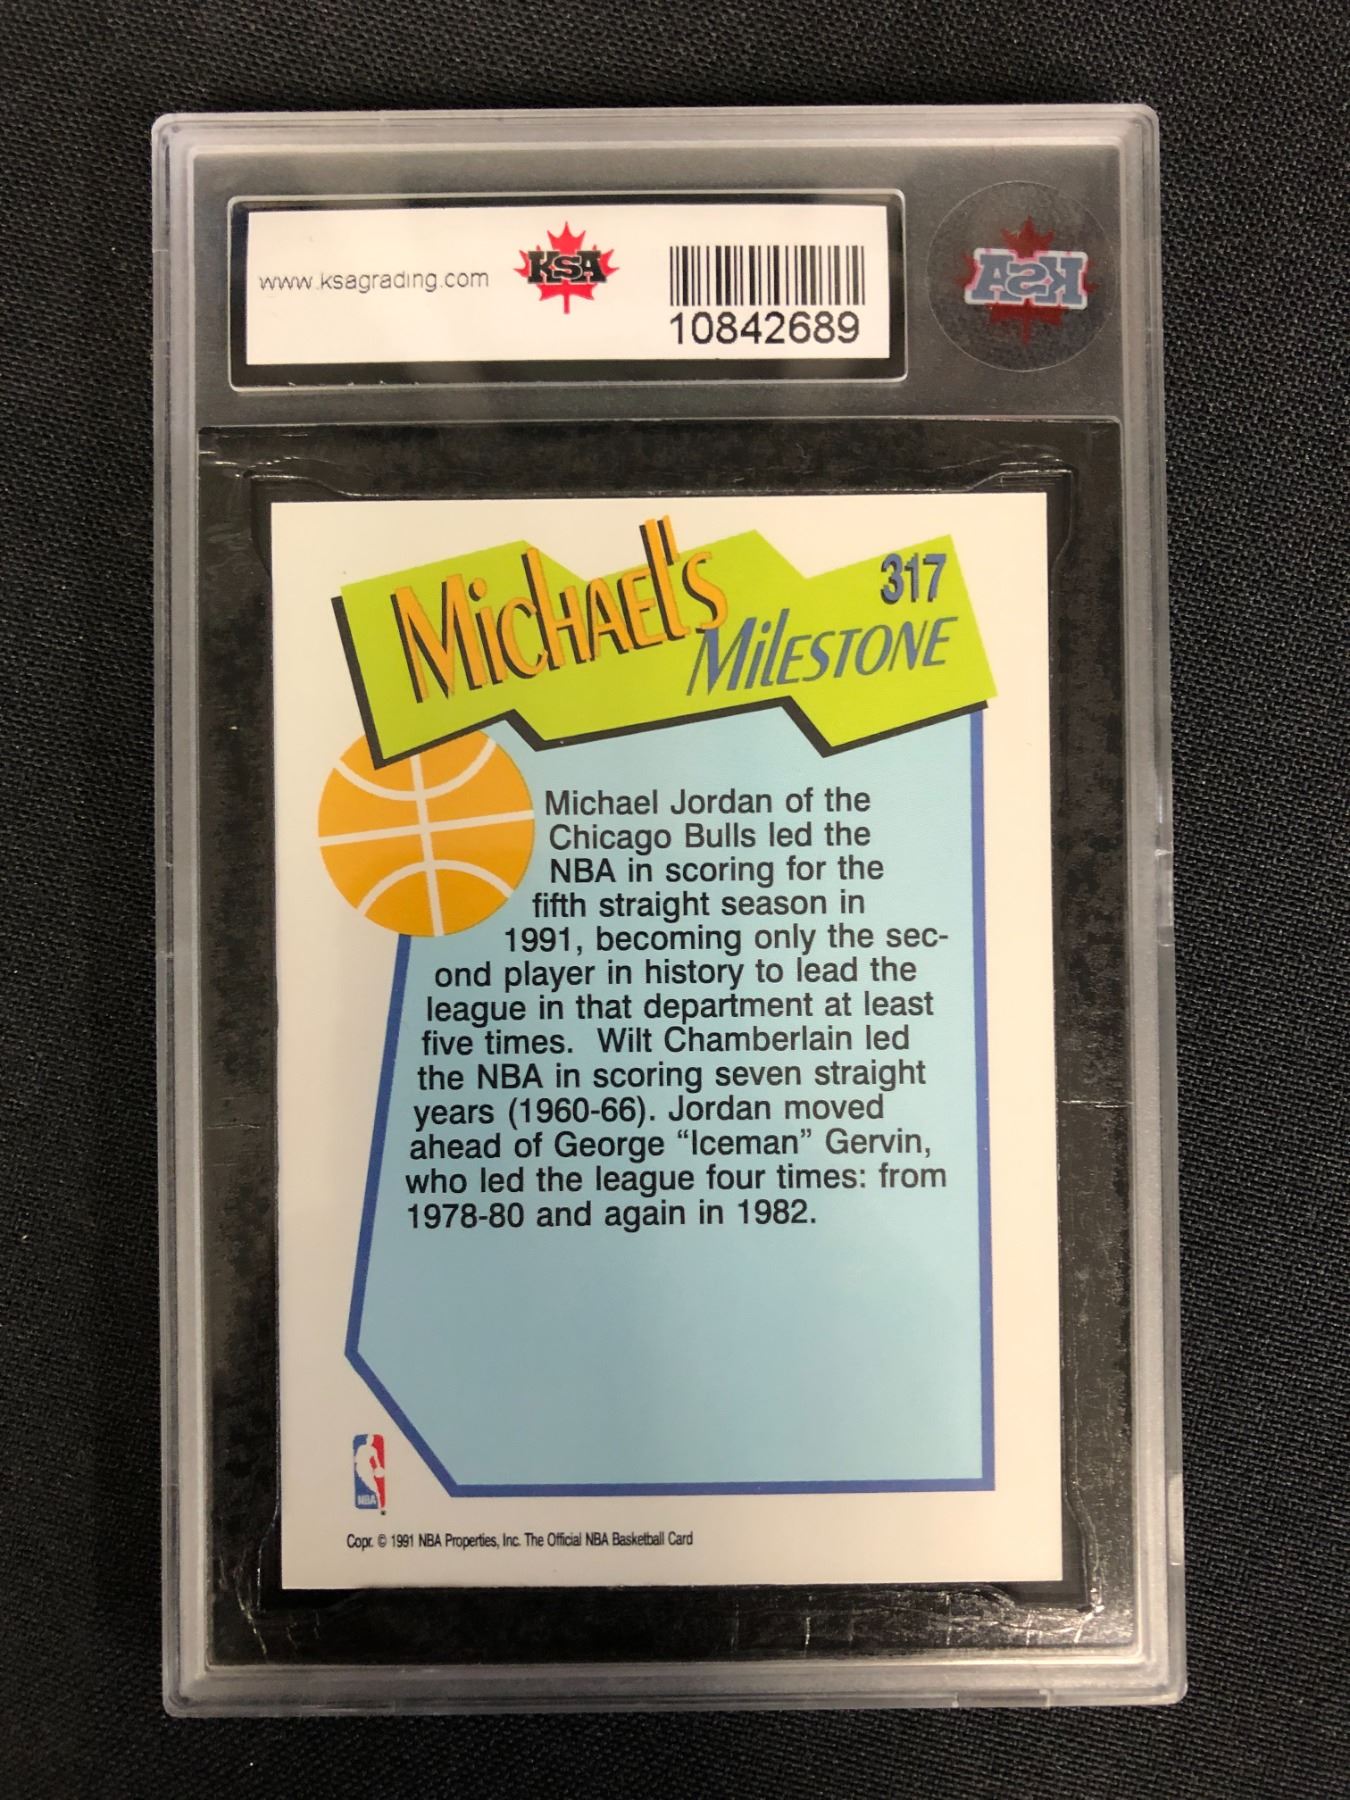 www.ksagrading.com
KSA
10842689
KSA
Michael's
317
Milestone
Michael Jordan of the
Chicago Bulls led the
NBA in scoring for the
fifth straight season in
1991, becoming only the sec-
ond player in history to lead the
league in that department at least
five times. Wilt Chamberlain led
the NBA in scoring seven straight
years (1960-66). Jordan moved
ahead of George “Iceman” Gervin,
who led the league four times: from
1978-80 and again in 1982.
NBA
Copr. © 1991 NBA Properties, Inc. The Official NBA Basketball Card